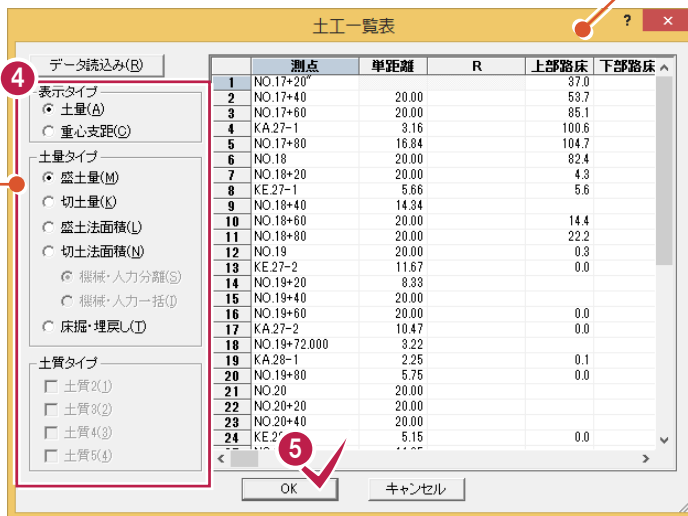 土工一覧表 ? ×
データ読込み(R)
4
表示タイプ
土量(A)
重心支距(C)
土量タイプ
盛土量(M)
切土量(K)
盛土法面積(L)
切土法面積(N)
機械・人力分離(S)
機械・人力一括(I)
床掘・埋戻し(T)
土質タイプ
土質2(1)
土質3(2)
土質4(3)
土質5(4)
測点 単距離 R 上部路床 下部路床
1 NO.17+20" 37.0
2 NO.17+40 20.00 53.7
3 NO.17+60 20.00 85.1
4 KA.27-1 3.16 100.6
5 NO.17+80 16.84 104.7
6 NO.18 20.00 82.4
7 NO.18+20 20.00 4.3
8 KE.27-1 5.66 5.6
9 NO.18+40 14.34
10 NO.18+60 20.00 14.4
11 NO.18+80 20.00 22.2
12 NO.19 20.00 0.3
13 KE.27-2 11.67 0.0
14 NO.19+20 8.33
15 NO.19+40 20.00
16 NO.19+60 20.00 0.0
17 KA.27-2 10.47 0.0
18 NO.19+72.000 3.22
19 KA.28-1 2.25 0.1
20 NO.19+80 5.75 0.0
21 NO.20 20.00
22 NO.20+20 20.00
23 NO.20+40 20.00
24 5.15 0.0
5
OK キャンセル